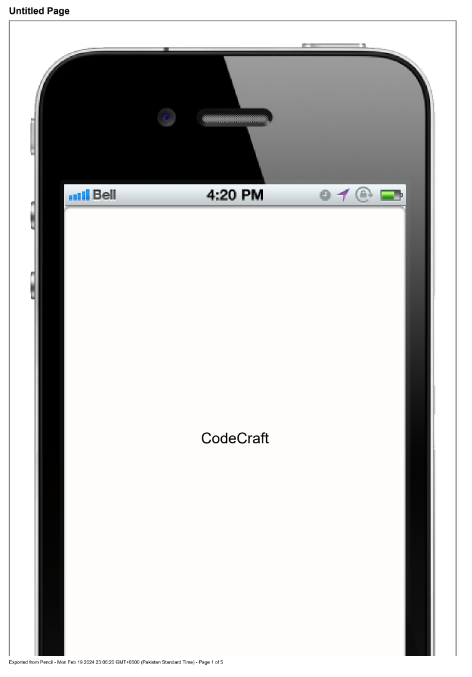 Untitled Page
Bell 4:20 PM
CodeCraft
Exported from Pencil - Mon Feb 19 2024 23:06:20 GMT+0500 (Pakistan Standard Time) - Page 1 of 5